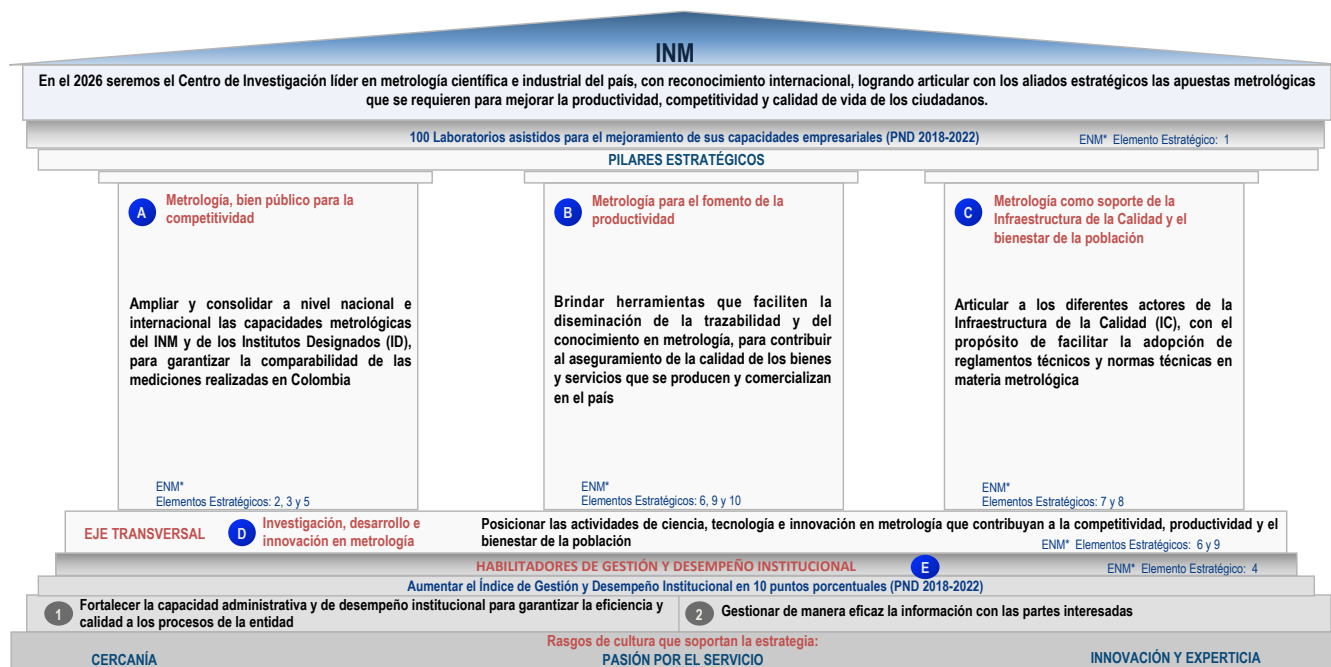 INM
En el 2026 seremos el Centro de Investigación líder en metrología científica e industrial del país, con reconocimiento internacional, logrando articular con los aliados estratégicos las apuestas metrológicas
que se requieren para mejorar la productividad, competitividad y calidad de vida de los ciudadanos.
100 Laboratorios asistidos para el mejoramiento de sus capacidades empresariales (PND 2018-2022)
ENM* Elemento Estratégico: 1
PILARES ESTRATÉGICOS
A
Metrología, bien público para la
competitividad
Ampliar y consolidar a nivel nacional e
internacional las capacidades metrológicas
del INM y de los Institutos Designados (ID),
para garantizar la comparabilidad de las
mediciones realizadas en Colombia
ENM*
Elementos Estratégicos: 2, 3 y 5
B
Metrología para el fomento de la
productividad
Brindar herramientas que faciliten la
diseminación de la trazabilidad y del
conocimiento en metrología, para contribuir
al aseguramiento de la calidad de los bienes
y servicios que se producen y comercializan
en el país
ENM*
Elementos Estratégicos: 6, 9 y 10
C
Metrología como soporte de la
Infraestructura de la Calidad y el
bienestar de la población
Articular a los diferentes actores de la
Infraestructura de la Calidad (IC), con el
propósito de facilitar la adopción de
reglamentos técnicos y normas técnicas en
materia metrológica
ENM*
Elementos Estratégicos: 7 y 8
EJE TRANSVERSAL
D
Investigación, desarrollo e
innovación en metrología
Posicionar las actividades de ciencia, tecnología e innovación en metrología que contribuyan a la competitividad, productividad y el
bienestar de la población
ENM* Elementos Estratégicos: 6 y 9
HABILITADORES DE GESTIÓN Y DESEMPEÑO INSTITUCIONAL
E
ENM* Elemento Estratégico: 4
Aumentar el Índice de Gestión y Desempeño Institucional en 10 puntos porcentuales (PND 2018-2022)
1
Fortalecer la capacidad administrativa y de desempeño institucional para garantizar la eficiencia y
calidad a los procesos de la entidad
2
Gestionar de manera eficaz la información con las partes interesadas
Rasgos de cultura que soportan la estrategia:
CERCANÍA
PASIÓN POR EL SERVICIO
INNOVACIÓN Y EXPERTICIA